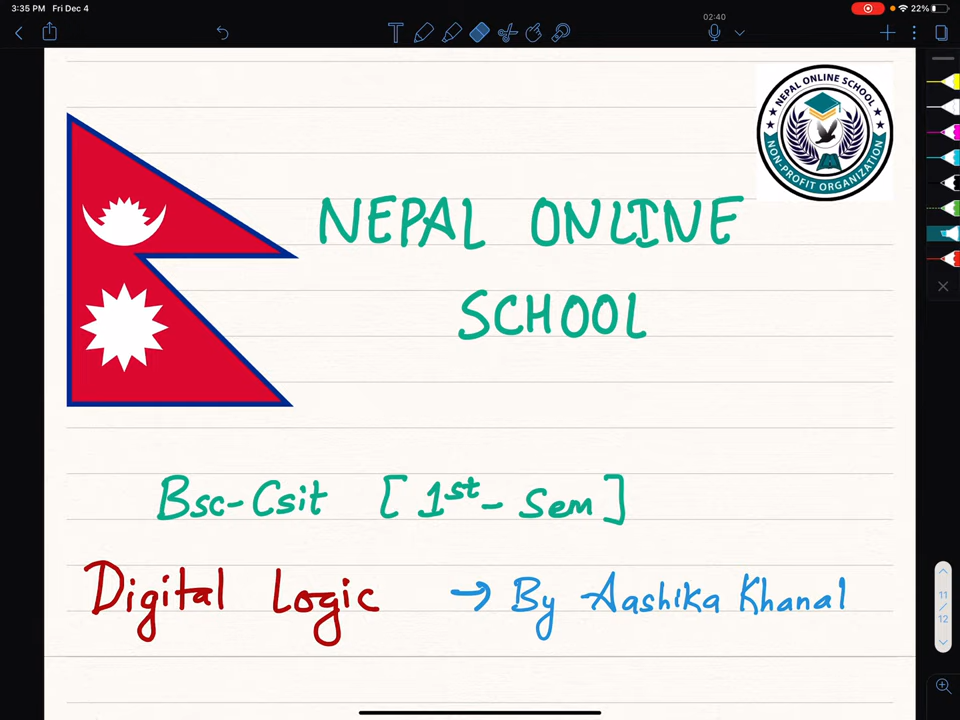 3:35 PM Fri Dec 4
22%
02:40
NEPAL ONLINE SCHOOL
NON-PROFIT ORGANIZATION
NEPAL ONLINE
SCHOOL
Bsc-Csit [1st-Sem]
Digital Logic → By Aashika Khanal
11
/
12